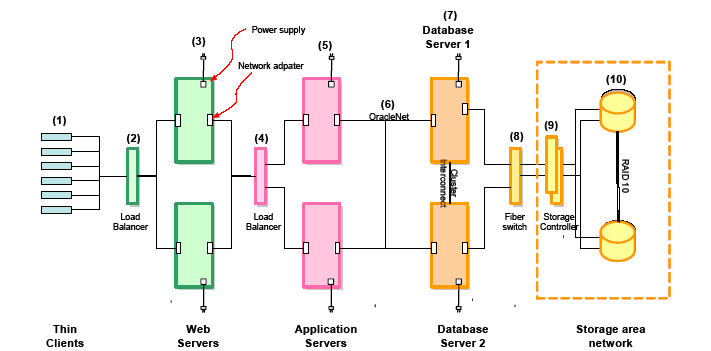 (7)
Database
Server 1
(3)
Power supply
(5)
Network adpater
(10)
(1)
(6)
OracleNet
(2)
(4)
(8)
(9)
Cluster
Interconnect
RAID 10
Load
Balancer
Load
Balancer
Fiber
switch
Storage
Controller
Thin
Clients
Web
Servers
Application
Servers
Database
Server 2
Storage area
network